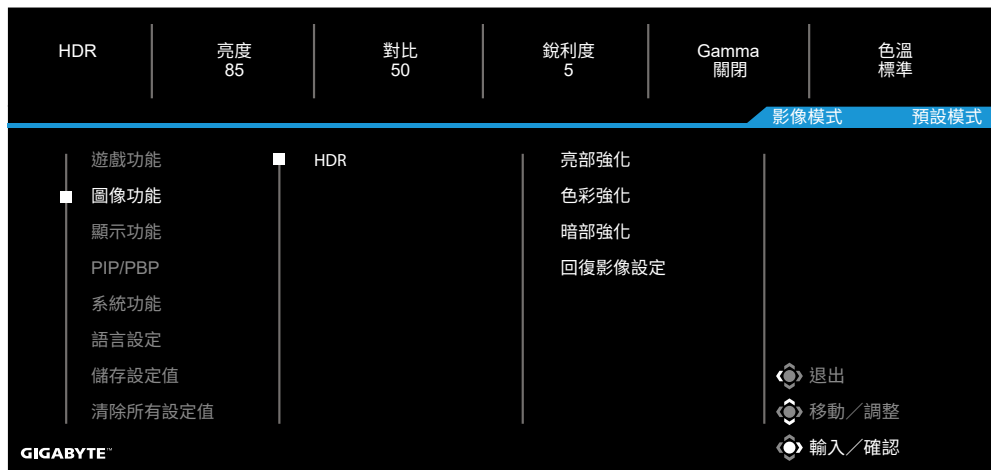 HDR
亮度
85
對比
50
銳利度
5
Gamma
關閉
色溫
標準
影像模式 預設模式
遊戲功能
圖像功能
顯示功能
PIP/PBP
系統功能
語言設定
儲存設定值
清除所有設定值
HDR
亮部強化
色彩強化
暗部強化
回復影像設定
退出
移動／調整
輸入／確認
GIGABYTE™